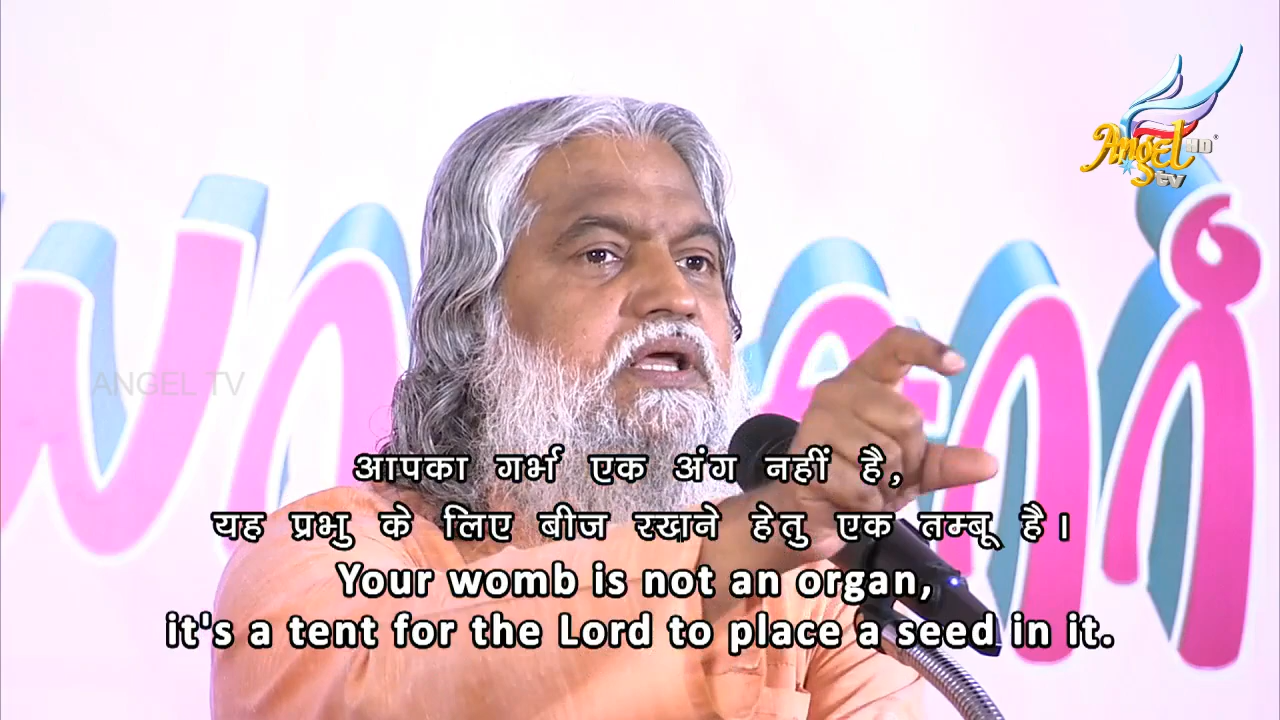 Angel HD
tv
ANGEL TV
आपका गर्भ एक अंग नहीं है,
यह प्रभु के लिए बीज रखने हेतु एक तम्बू है।
Your womb is not an organ,
it's a tent for the Lord to place a seed in it.